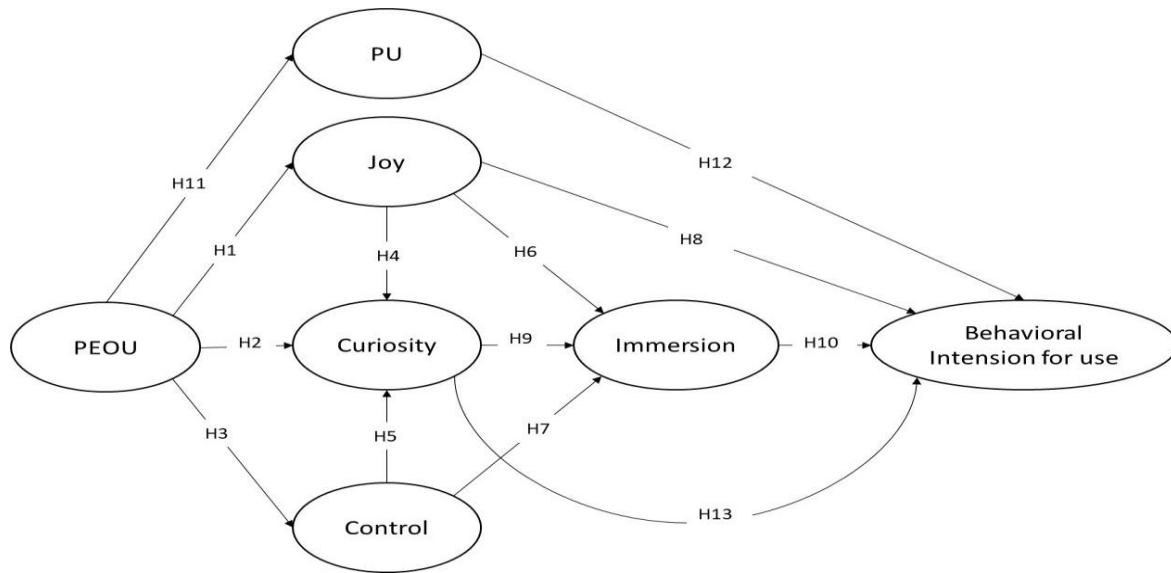 PU
H12
Joy
H11
H8
H1
H4
H6
PEOU
H2
Curiosity
H9
Immersion
H10
Behavioral
Intension for use
H3
H5
H7
H13
Control